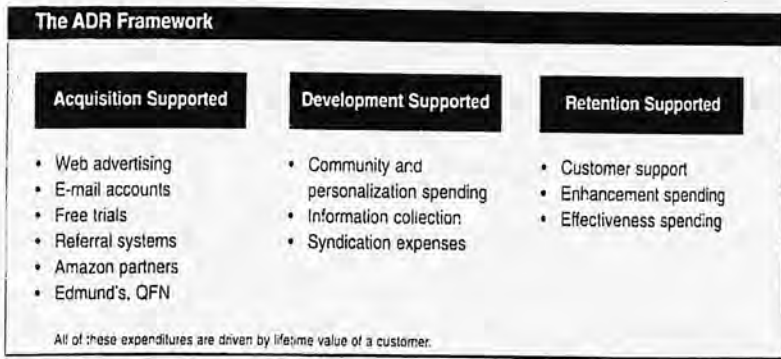 The ADR Framework
Acquisition Supported
• Web advertising
• E-mail accounts
• Free trials
• Referral systems
• Amazon partners
• Edmund's, QFN
Development Supported
• Community and
personalization spending
• Information collection
• Syndication expenses
Retention Supported
• Customer support
• Enhancement spending
• Effectiveness spending
All of these expenditures are driven by lifetime value of a customer.